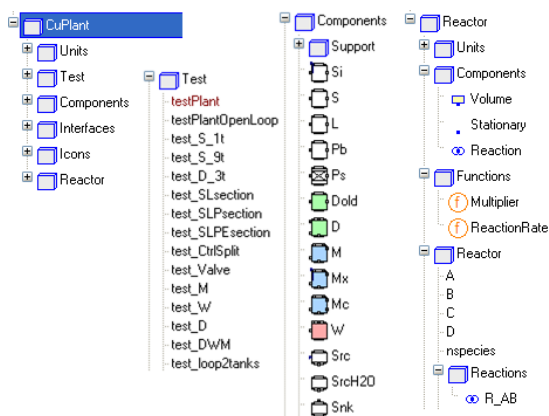 CuPlant
Units
Test
Components
Interfaces
Icons
Reactor
Test
testPlant
testPlantOpenLoop
test_S_1t
test_S_9t
test_D_3t
test_SLsection
test_SLPsection
test_SLPEsection
test_CtrlSplit
test_Valve
test_M
test_W
test_D
test_DWM
test_loop2tanks
Components
Support
Si
S
L
Pb
Ps
Dold
D
M
Mx
Mc
W
Src
SrcH2O
Snk
Reactor
Units
Components
Volume
Stationary
Reaction
Functions
f Multiplier
f ReactionRate
Reactor
A
B
C
D
nspecies
Reactions
R_AB